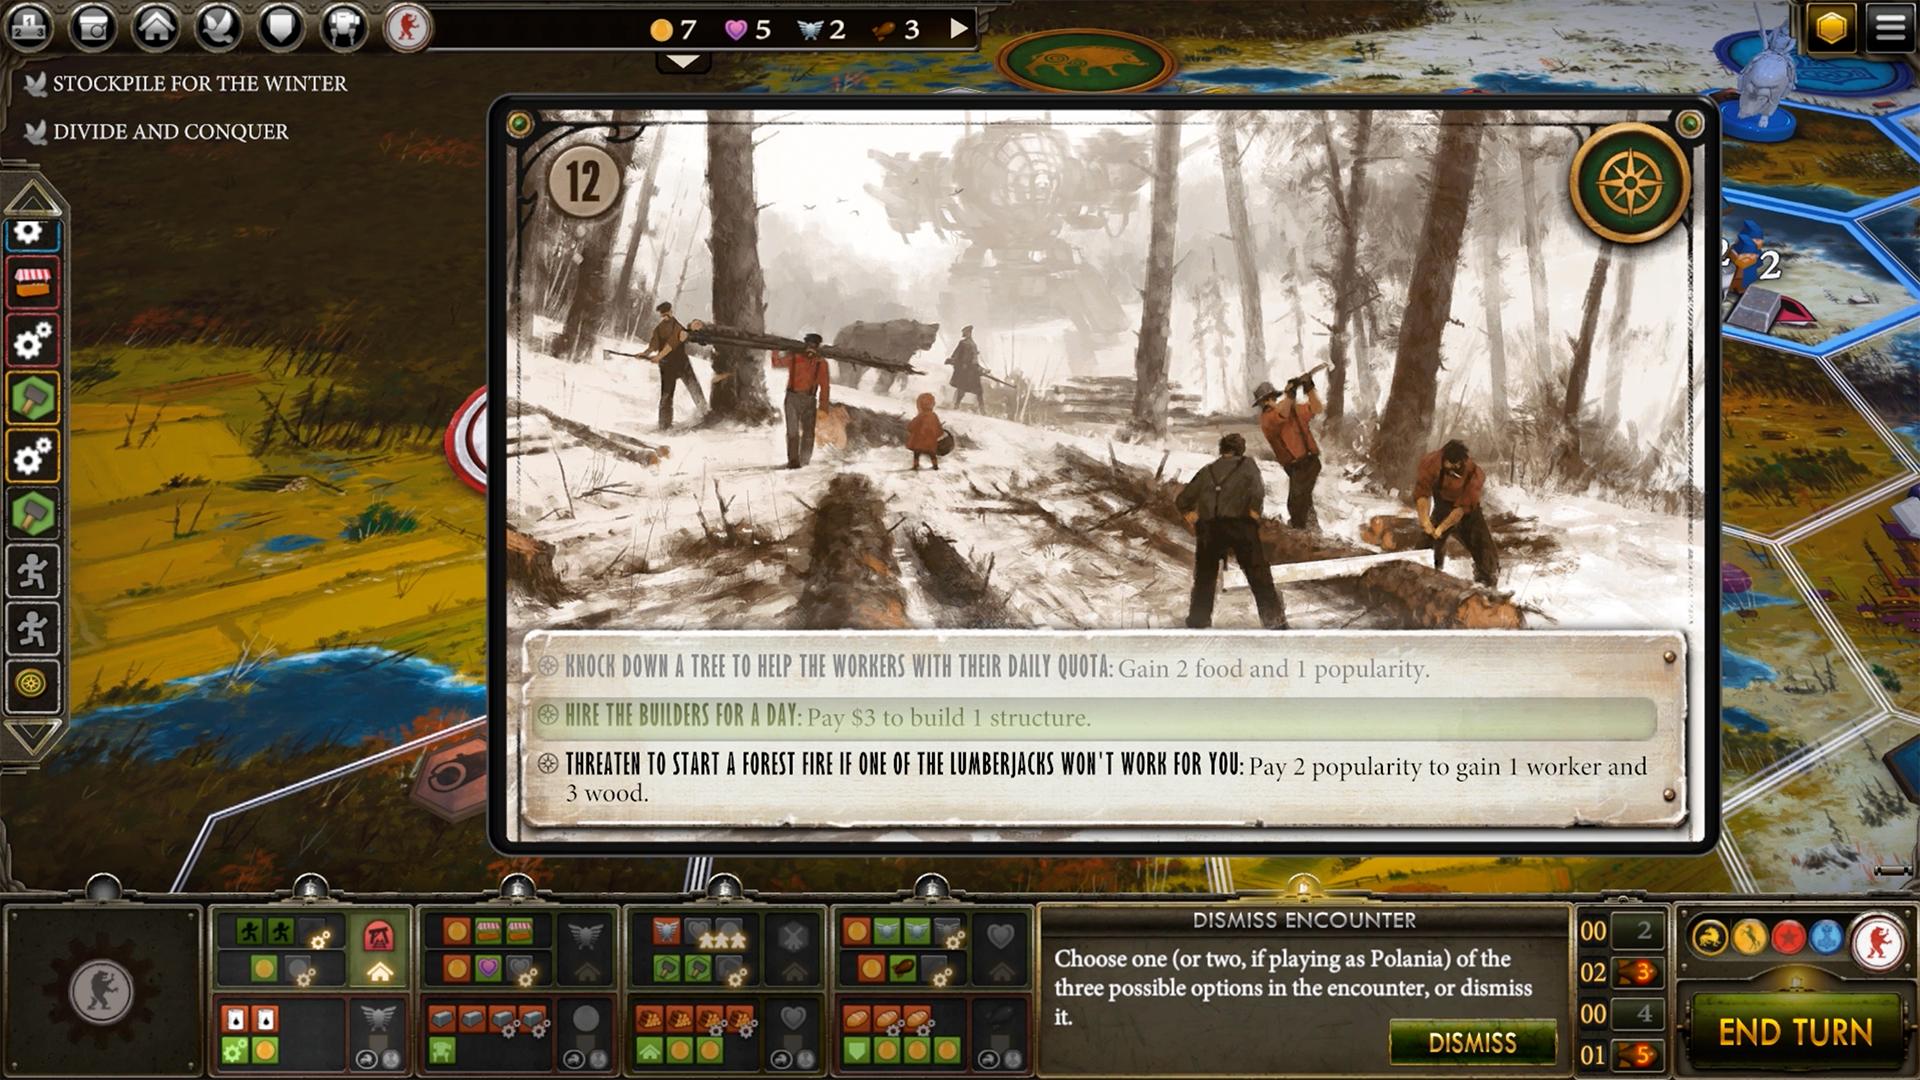 7 5 2 3
STOCKPILE FOR THE WINTER
DIVIDE AND CONQUER
12
2
KNOCK DOWN A TREE TO HELP THE WORKERS WITH THEIR DAILY QUOTA: Gain 2 food and 1 popularity.
HIRE THE BUILDERS FOR A DAY: Pay $3 to build 1 structure.
THREATEN TO START A FOREST FIRE IF ONE OF THE LUMBERJACKS WON'T WORK FOR YOU: Pay 2 popularity to gain 1 worker and
3 wood.
DISMISS ENCOUNTER
Choose one (or two, if playing as Polania) of the
three possible options in the encounter, or dismiss
it.
DISMISS
00 2
02 3
00 4
01 5
END TURN